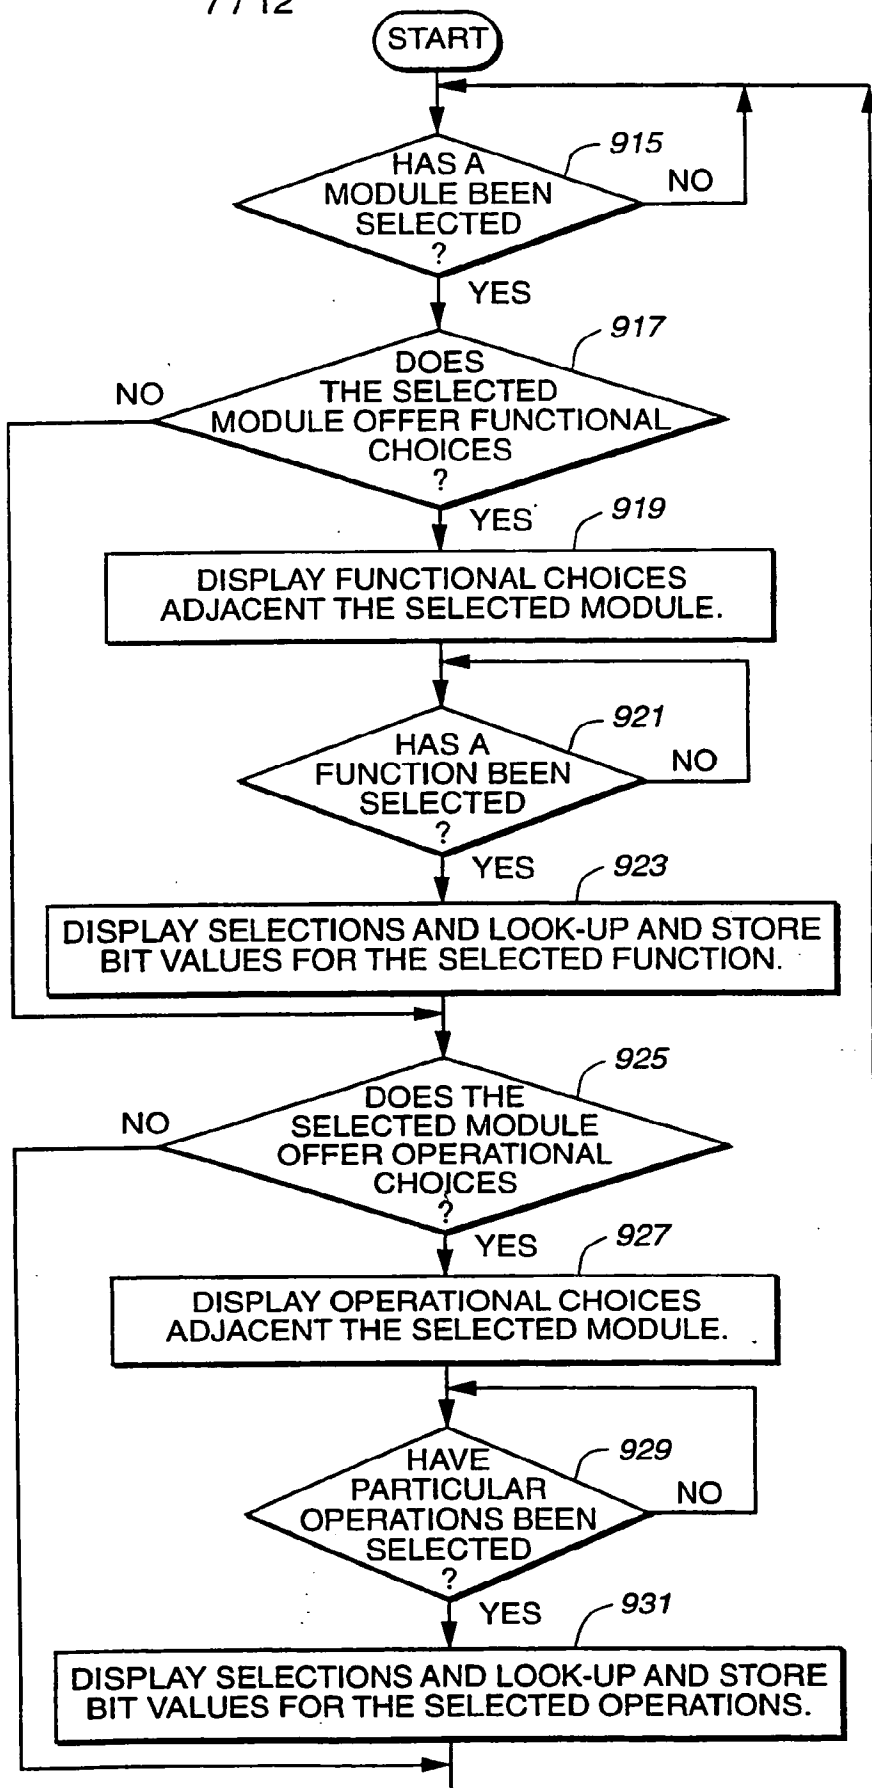 7 / 12
START
915
HAS A
MODULE BEEN
SELECTED
?
NO
YES
917
DOES
THE SELECTED
MODULE OFFER FUNCTIONAL
CHOICES
?
NO
YES
919
DISPLAY FUNCTIONAL CHOICES
ADJACENT THE SELECTED MODULE.
921
HAS A
FUNCTION BEEN
SELECTED
?
NO
YES
923
DISPLAY SELECTIONS AND LOOK-UP AND STORE
BIT VALUES FOR THE SELECTED FUNCTION.
925
DOES THE
SELECTED MODULE
OFFER OPERATIONAL
CHOICES
?
NO
YES
927
DISPLAY OPERATIONAL CHOICES
ADJACENT THE SELECTED MODULE.
929
HAVE
PARTICULAR
OPERATIONS BEEN
SELECTED
?
NO
YES
931
DISPLAY SELECTIONS AND LOOK-UP AND STORE
BIT VALUES FOR THE SELECTED OPERATIONS.